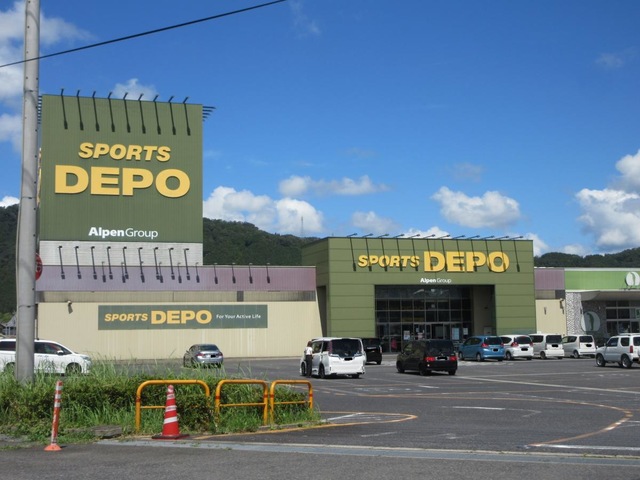 SPORTS
DEPO
Alpen Group
SPORTS DEPO For Your Active Life
SPORTS DEPO
Alpen Group